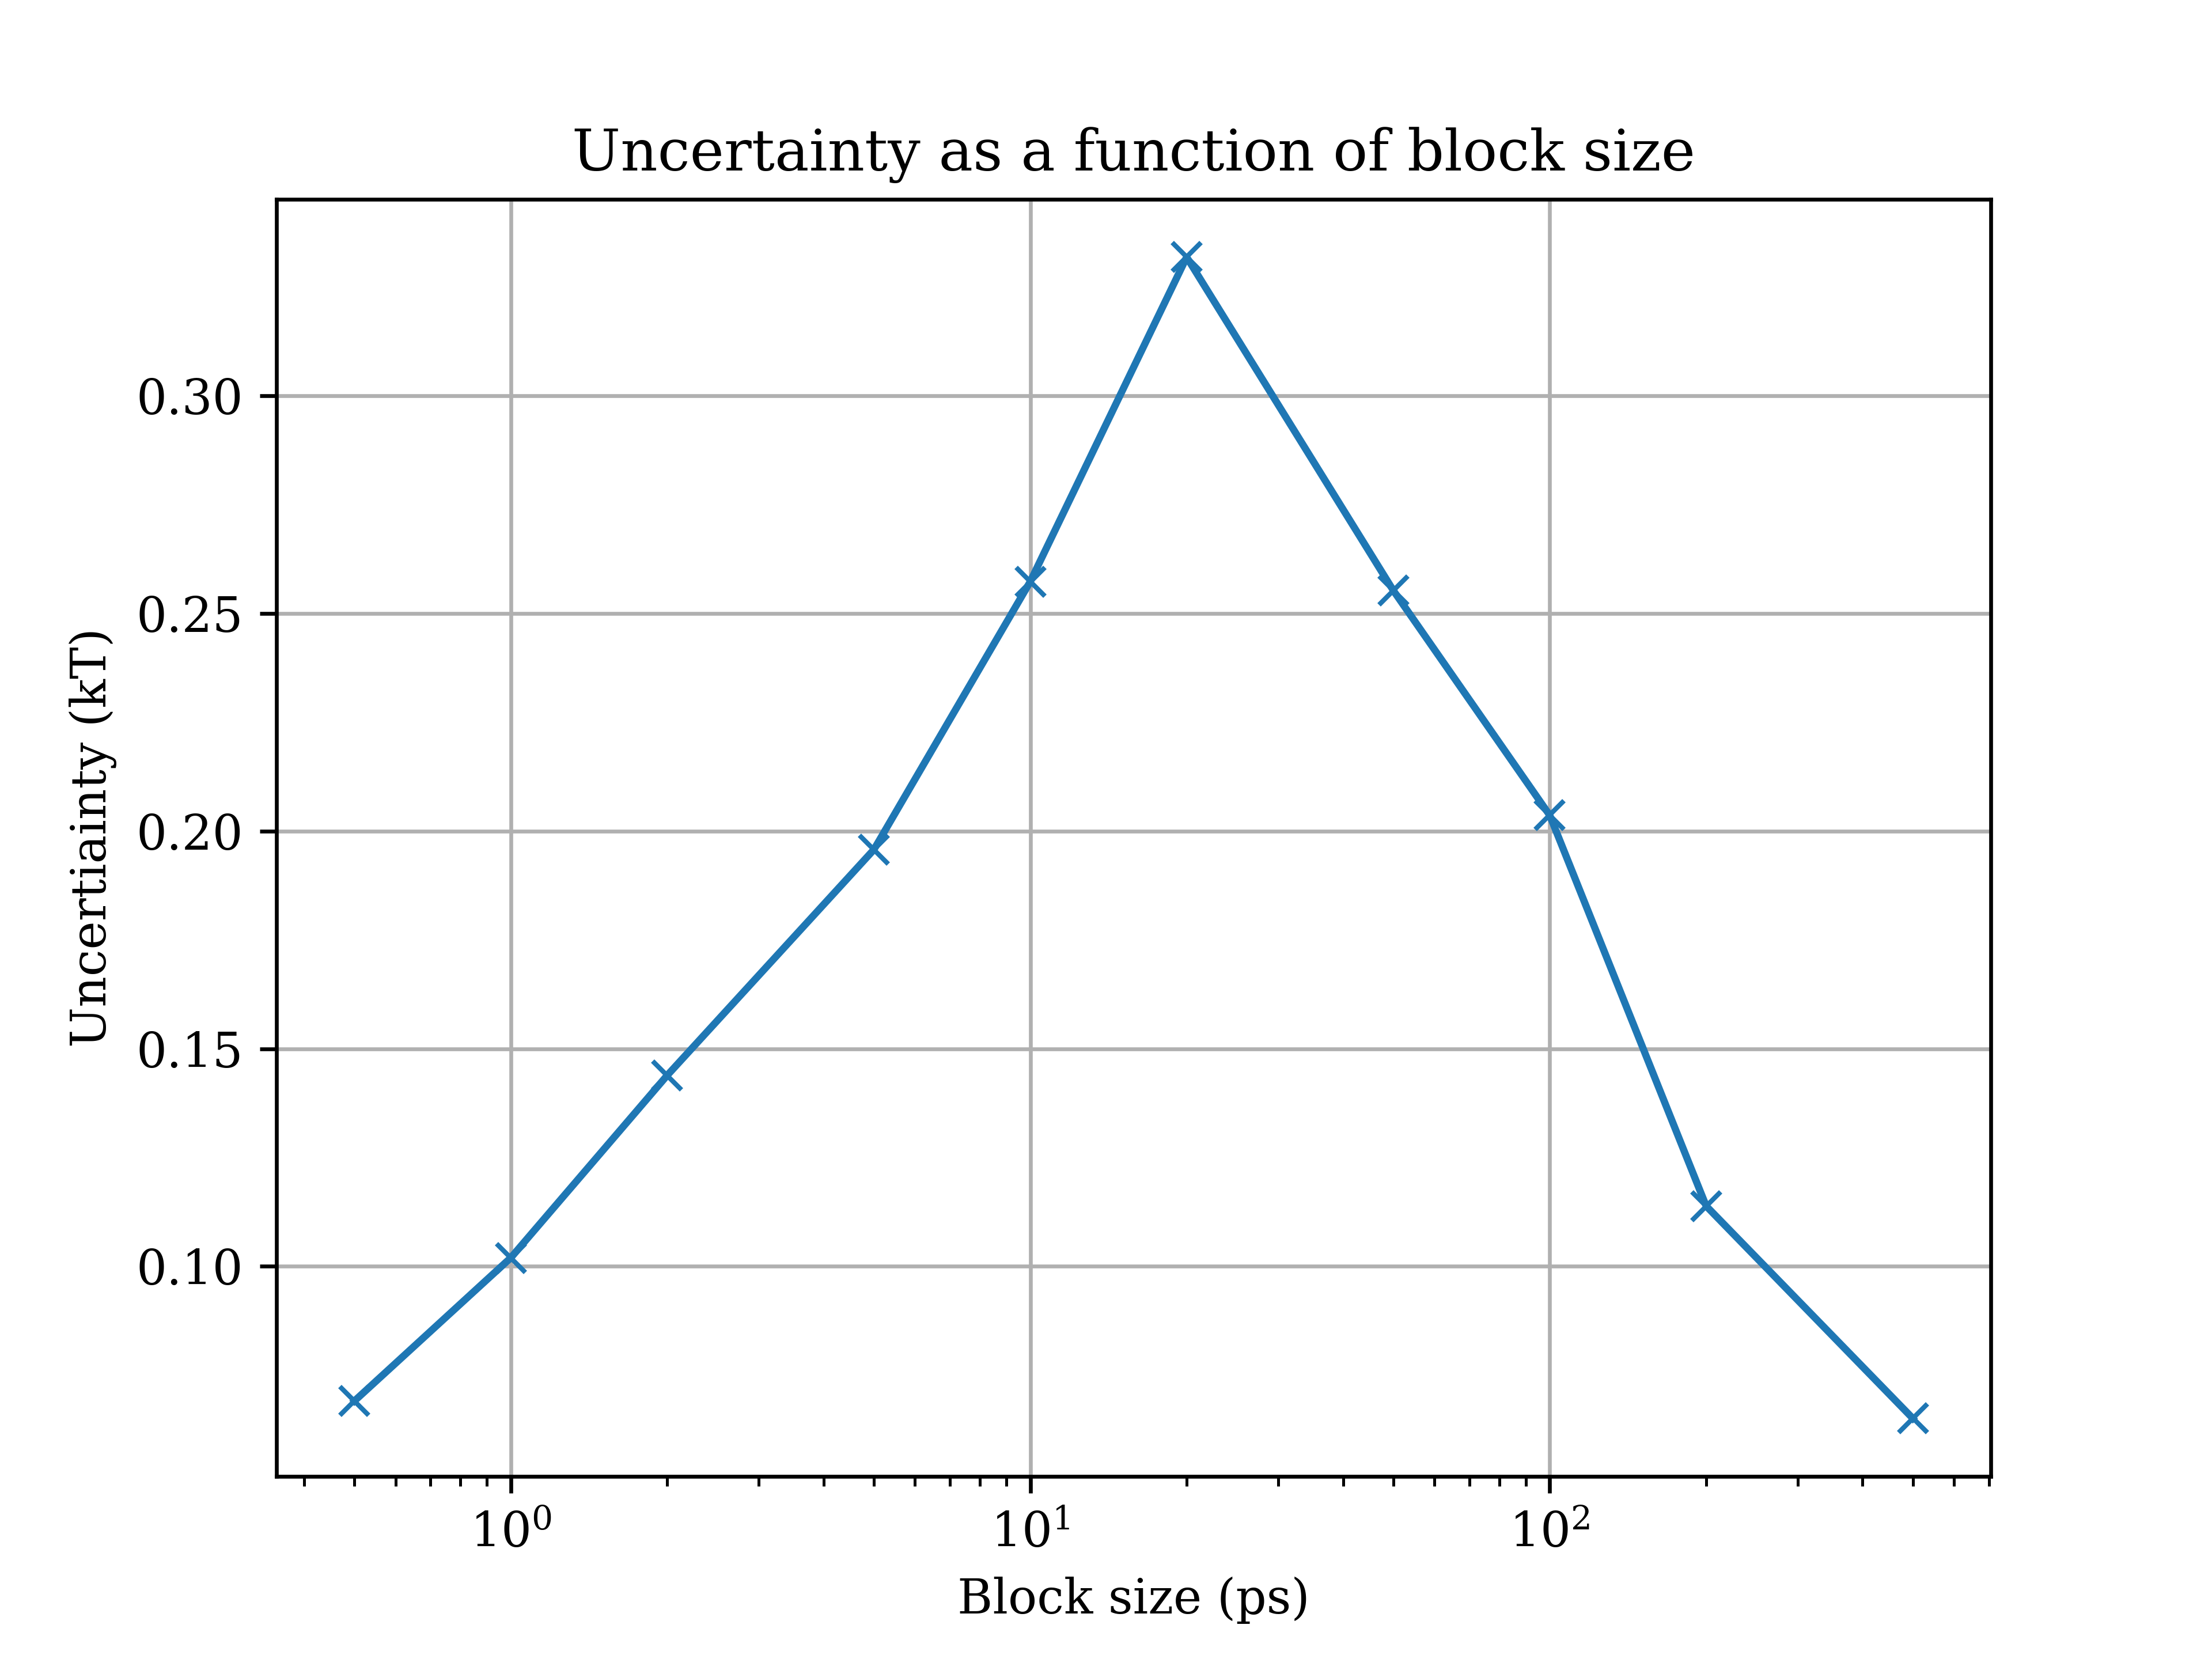 Uncertainty as a function of block size
Uncertiainty (kT)
0.30
0.25
0.20
0.15
0.10
10⁰
10¹
10²
Block size (ps)